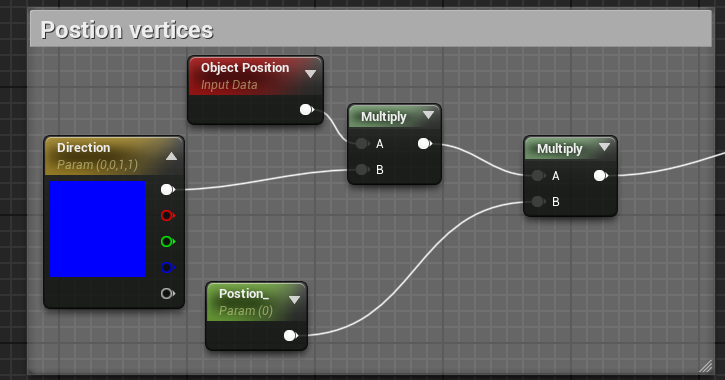 Postion vertices
Object Position
Input Data
Multiply
A
B
Direction
Param (0,0,1,1)
Multiply
A
B
Postion_
Param (0)